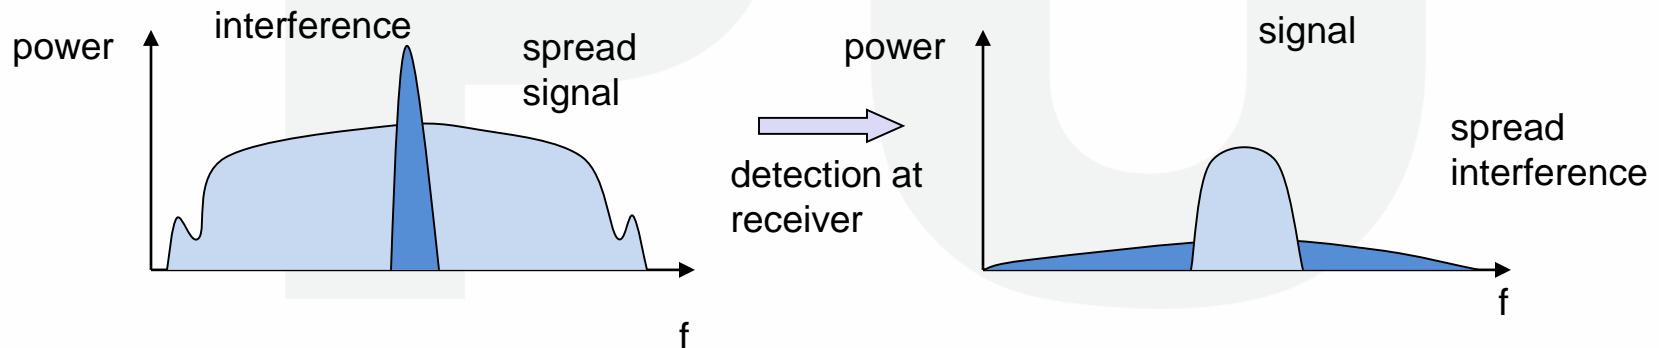 interference
power
spread
signal
detection at
receiver
f
power
signal
spread
interference
f